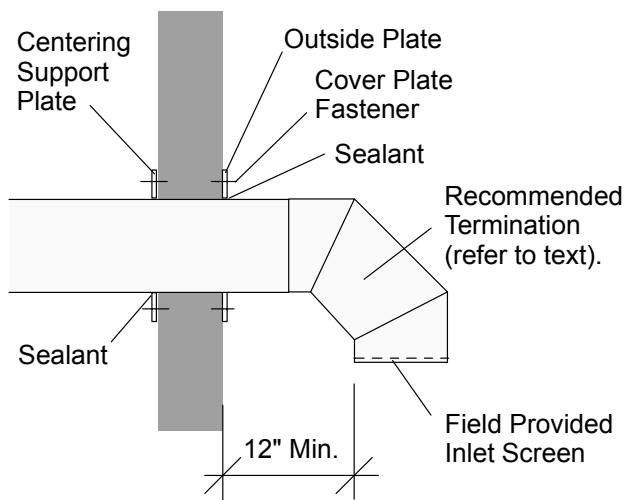 Centering
Support
Plate
Outside Plate
Cover Plate
Fastener
Sealant
Recommended
Termination
(refer to text).
Sealant
12" Min.
Field Provided
Inlet Screen